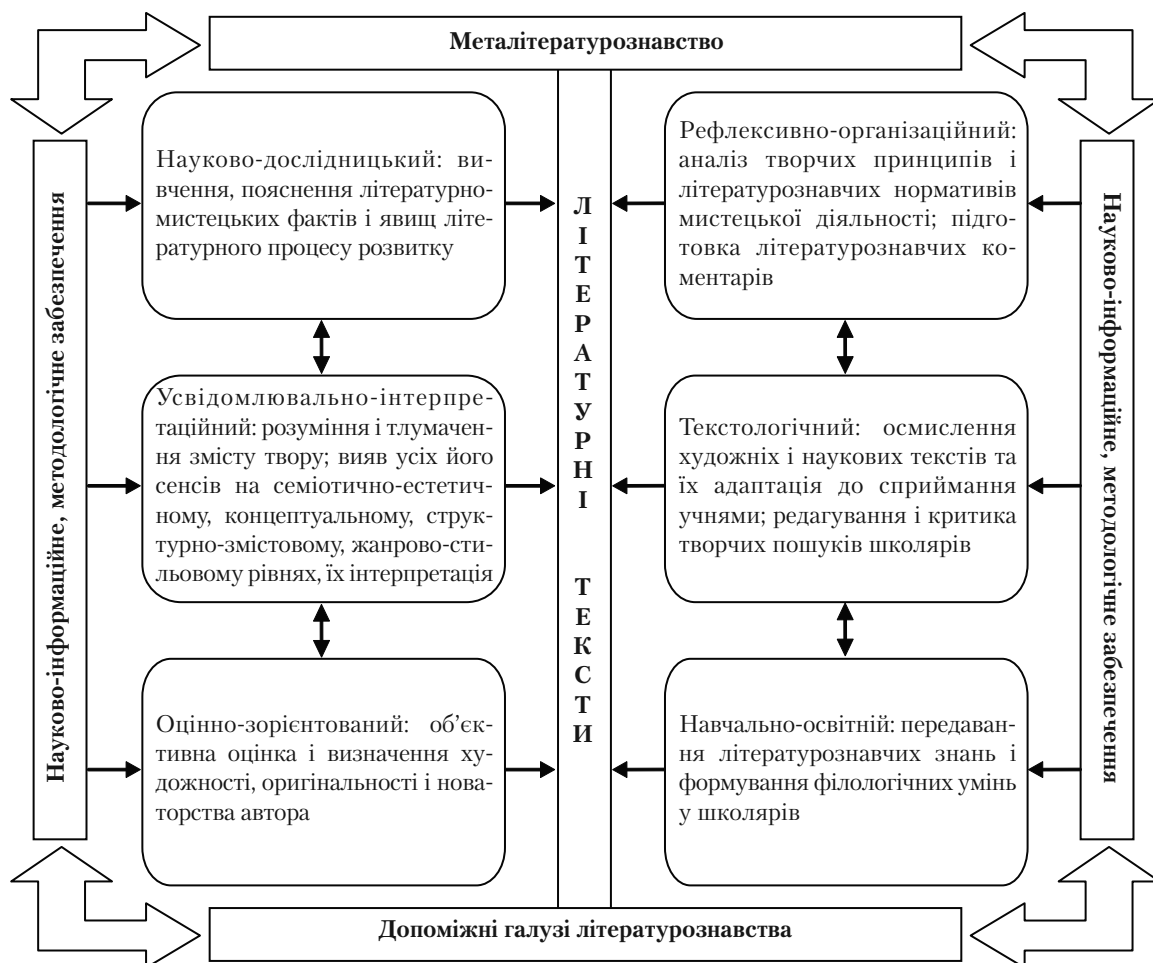 Металітературознавство
Науково-інформаційне, методологічне забезпечення
Науково-дослідницький: ви-
вчення, пояснення літературно-
мистецьких фактів і явищ літе-
ратурного процесу розвитку
Усвідомлювально-інтерпре-
таційний: розуміння і тлумачен-
ня змісту твору; вияв усіх його
сенсів на семіотично-естетич-
ному, концептуальному, струк-
турно-змістовому, жанрово-сти-
льовому рівнях, їх інтерпретація
Оцінно-зорієнтований: об’єк-
тивна оцінка і визначення ху-
дожності, оригінальності і нова-
торства автора
ЛІТЕРАТУРНІ ТЕКСТИ
Рефлексивно-організаційний:
аналіз творчих принципів і
літературознавчих нормативів
мистецької діяльності; підго-
товка літературознавчих ко-
ментарів
Текстологічний: осмислення
художніх і наукових текстів та
їх адаптація до сприймання
учнями; редагування і критика
творчих пошуків школярів
Навчально-освітній: передаван-
ня літературознавчих знань і
формування філологічних умінь
у школярів
Науково-інформаційне, методологічне забезпечення
Допоміжні галузі літературознавства